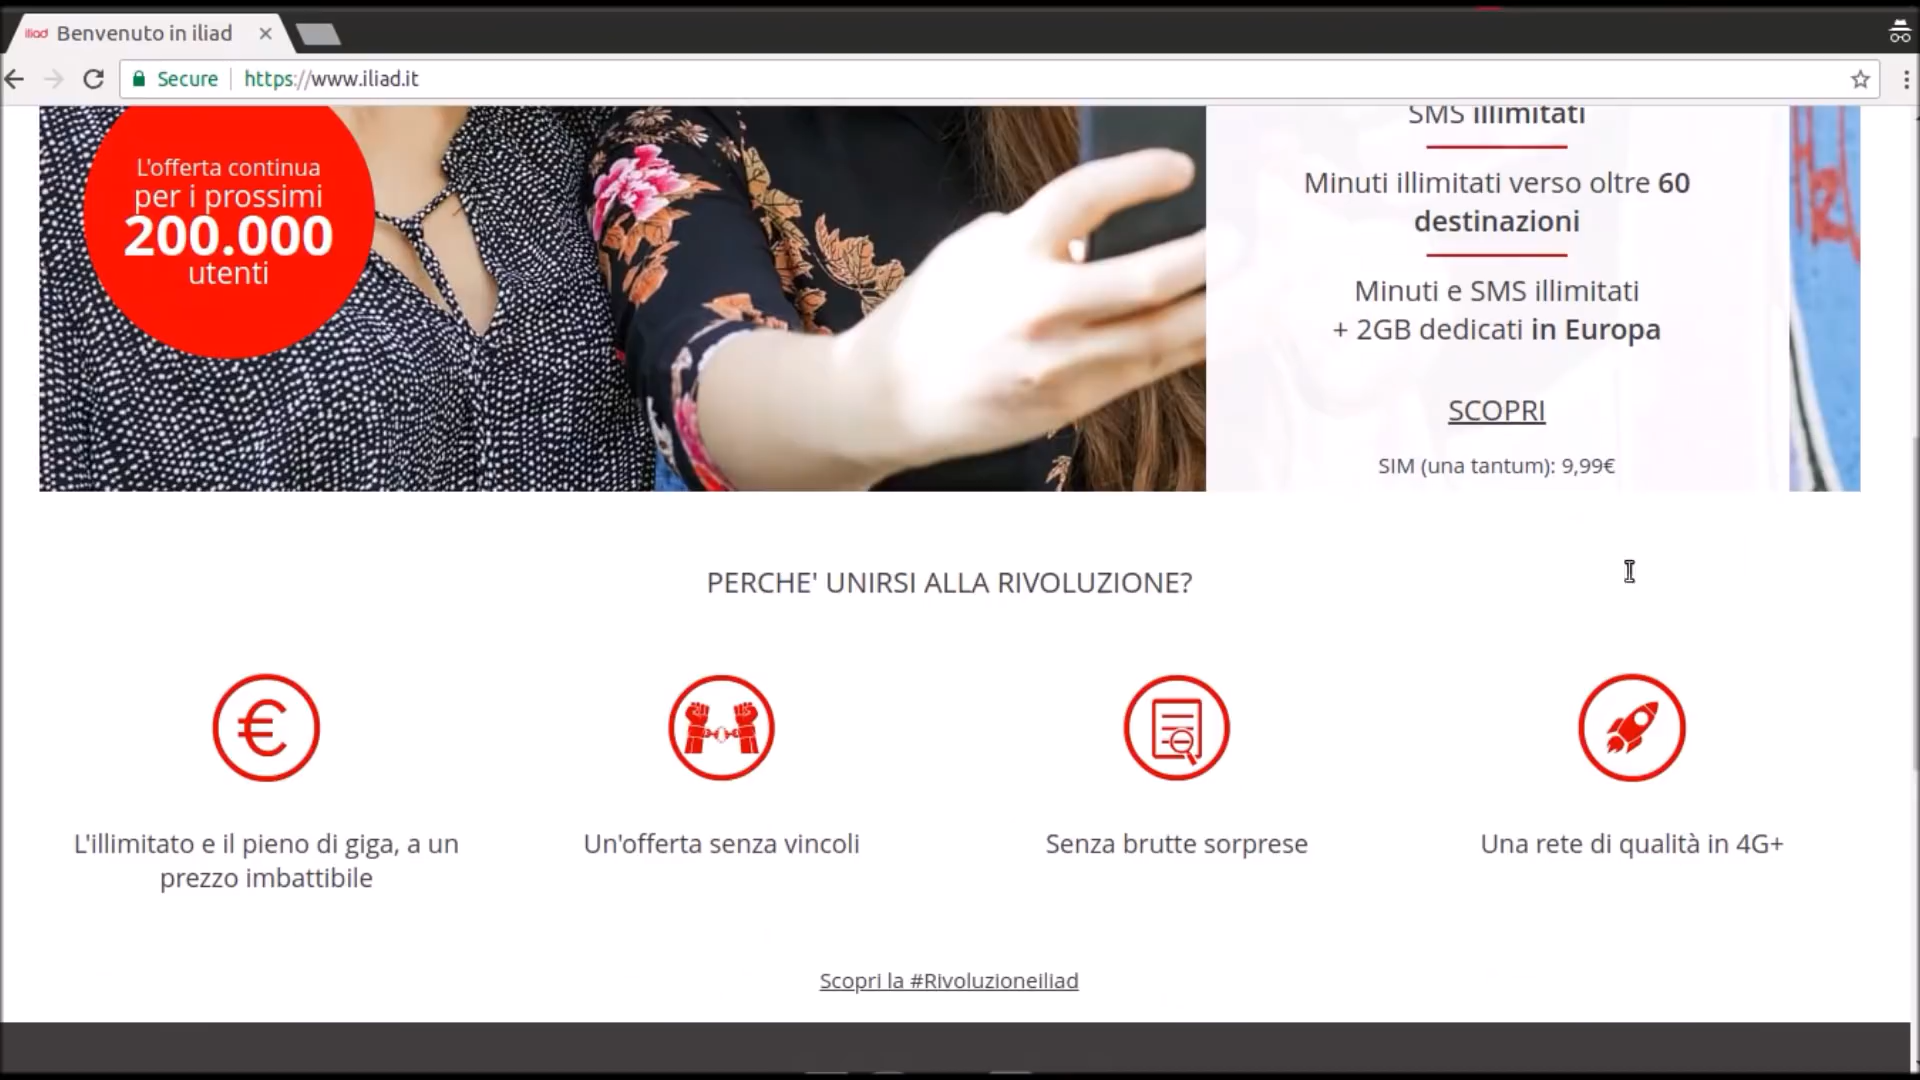 iliad Benvenuto in iliad
Secure https://www.iliad.it
L'offerta continua
per i prossimi
200.000
utenti
SMS illimitati
Minuti illimitati verso oltre 60
destinazioni
Minuti e SMS illimitati
+ 2GB dedicati in Europa
SCOPRI
SIM (una tantum): 9,99€
PERCHE' UNIRSI ALLA RIVOLUZIONE?
L'illimitato e il pieno di giga, a un
prezzo imbattibile
Un'offerta senza vincoli
Senza brutte sorprese
Una rete di qualità in 4G+
Scopri la #Rivoluzioneiliad